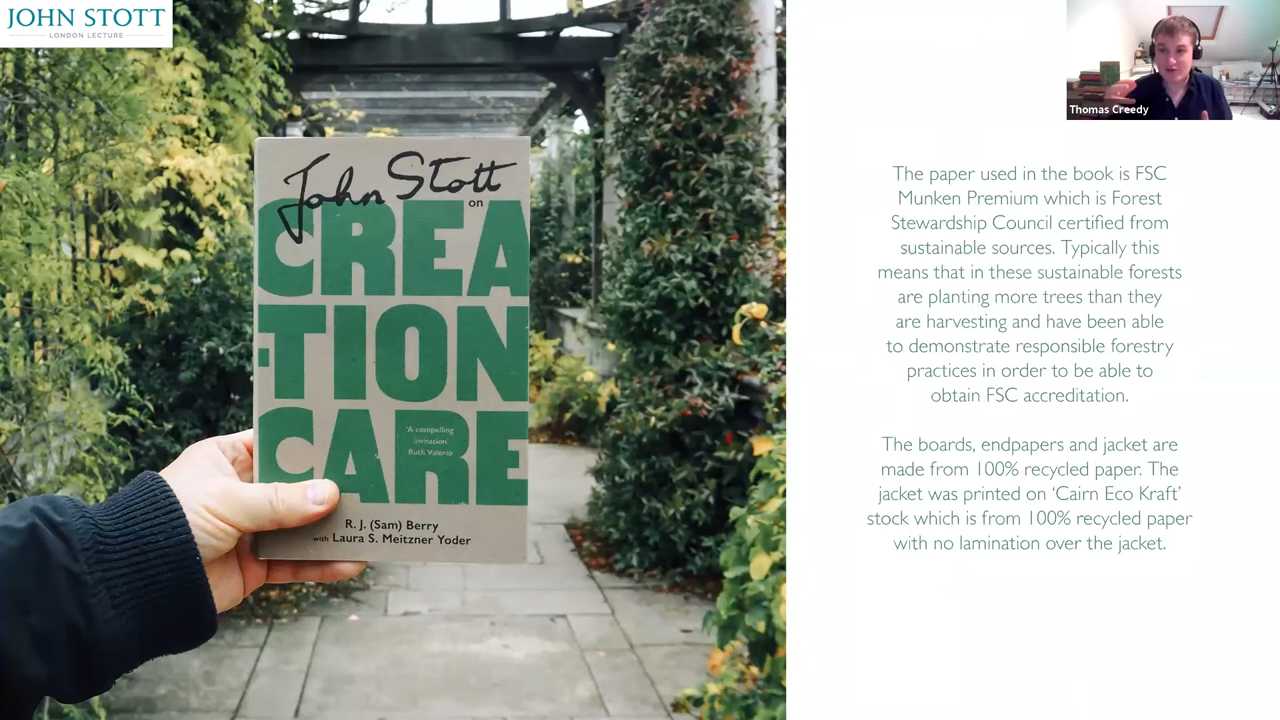 JOHN STOTT
LONDON LECTURE
John Stott
on
CREA
·TION
CARE
'A compelling
invitation'
Ruth Valerio
R. J. (Sam) Berry
with Laura S. Meitzner Yoder
Thomas Creedy
The paper used in the book is FSC
Munken Premium which is Forest
Stewardship Council certified from
sustainable sources. Typically this
means that in these sustainable forests
are planting more trees than they
are harvesting and have been able
to demonstrate responsible forestry
practices in order to be able to
obtain FSC accreditation.
The boards, endpapers and jacket are
made from 100% recycled paper. The
jacket was printed on ‘Cairn Eco Kraft’
stock which is from 100% recycled paper
with no lamination over the jacket.